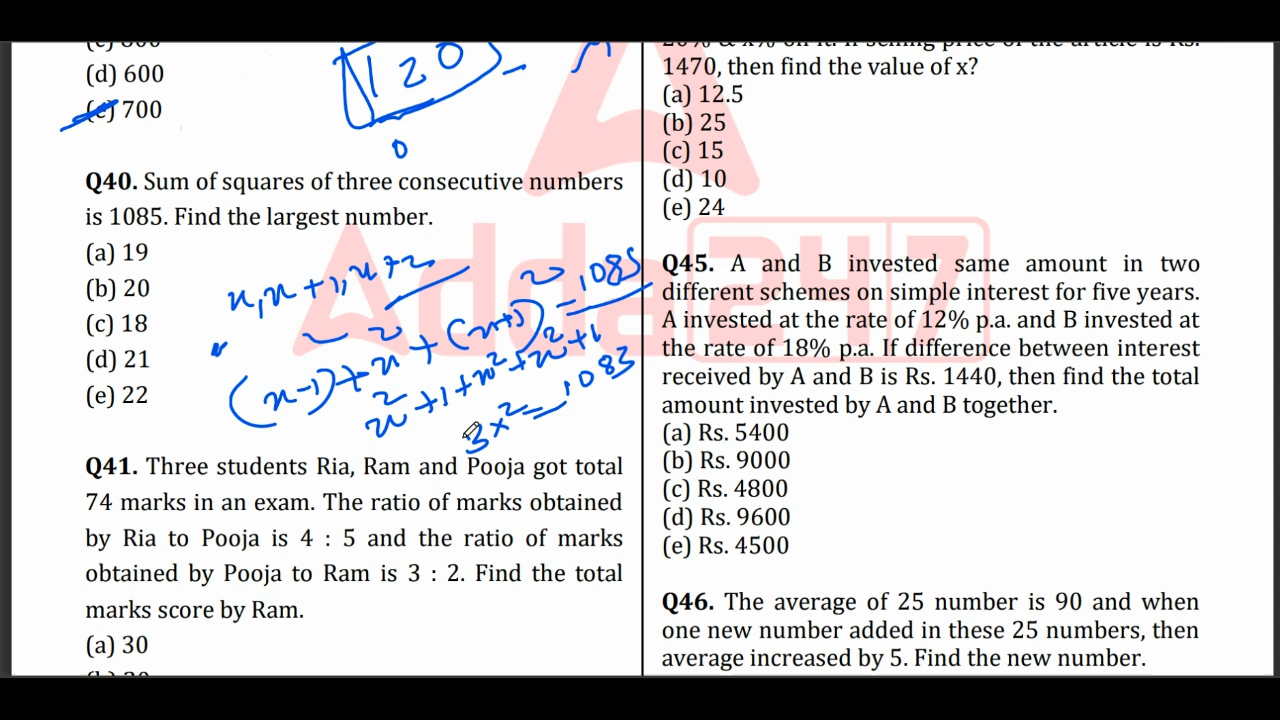 (d) 600
(e) 700
120
0
Q40. Sum of squares of three consecutive numbers
is 1085. Find the largest number.
(a) 19
(b) 20
(c) 18
(d) 21
(e) 22
x, x+1, x+2
(x-1)² + x² + (x+1)² = 1085
x² + 1 + x² + x² + 1
3x² = 1083
Q41. Three students Ria, Ram and Pooja got total
74 marks in an exam. The ratio of marks obtained
by Ria to Pooja is 4 : 5 and the ratio of marks
obtained by Pooja to Ram is 3 : 2. Find the total
marks score by Ram.
(a) 30
1470, then find the value of x?
(a) 12.5
(b) 25
(c) 15
(d) 10
(e) 24
Q45. A and B invested same amount in two
different schemes on simple interest for five years.
A invested at the rate of 12% p.a. and B invested at
the rate of 18% p.a. If difference between interest
received by A and B is Rs. 1440, then find the total
amount invested by A and B together.
(a) Rs. 5400
(b) Rs. 9000
(c) Rs. 4800
(d) Rs. 9600
(e) Rs. 4500
Q46. The average of 25 number is 90 and when
one new number added in these 25 numbers, then
average increased by 5. Find the new number.
Adda247